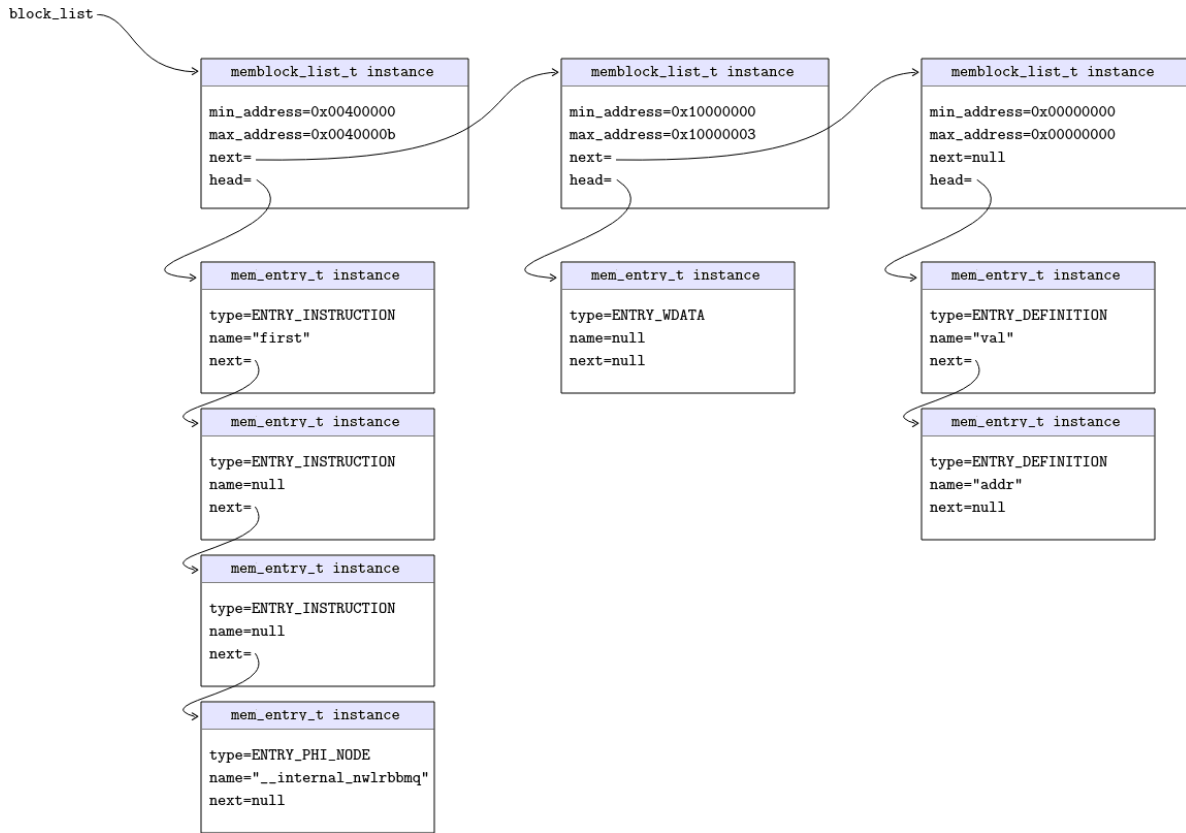 block_list
memblock_list_t instance
min_address=0x00400000
max_address=0x0040000b
next=
head=
memblock_list_t instance
min_address=0x10000000
max_address=0x10000003
next=
head=
memblock_list_t instance
min_address=0x00000000
max_address=0x00000000
next=null
head=
mem_entry_t instance
type=ENTRY_INSTRUCTION
name="first"
next=
mem_entry_t instance
type=ENTRY_WDATA
name=null
next=null
mem_entry_t instance
type=ENTRY_DEFINITION
name="val"
next=
mem_entry_t instance
type=ENTRY_INSTRUCTION
name=null
next=
mem_entry_t instance
type=ENTRY_DEFINITION
name="addr"
next=null
mem_entry_t instance
type=ENTRY_INSTRUCTION
name=null
next=
mem_entry_t instance
type=ENTRY_PHI_NODE
name="__internal_nwlrbbmq"
next=null